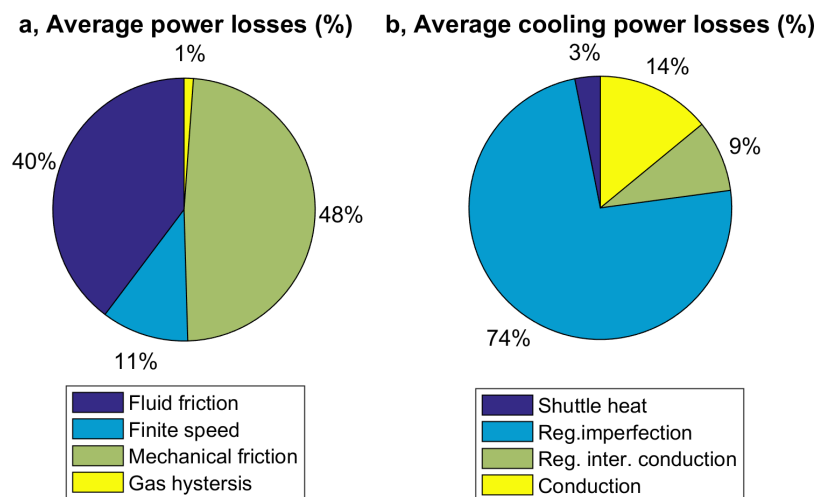 a, Average power losses (%)
b, Average cooling power losses (%)
1%
40%
48%
11%
3%
14%
9%
74%
Fluid friction
Finite speed
Mechanical friction
Gas hystersis
Shuttle heat
Reg.imperfection
Reg. inter. conduction
Conduction